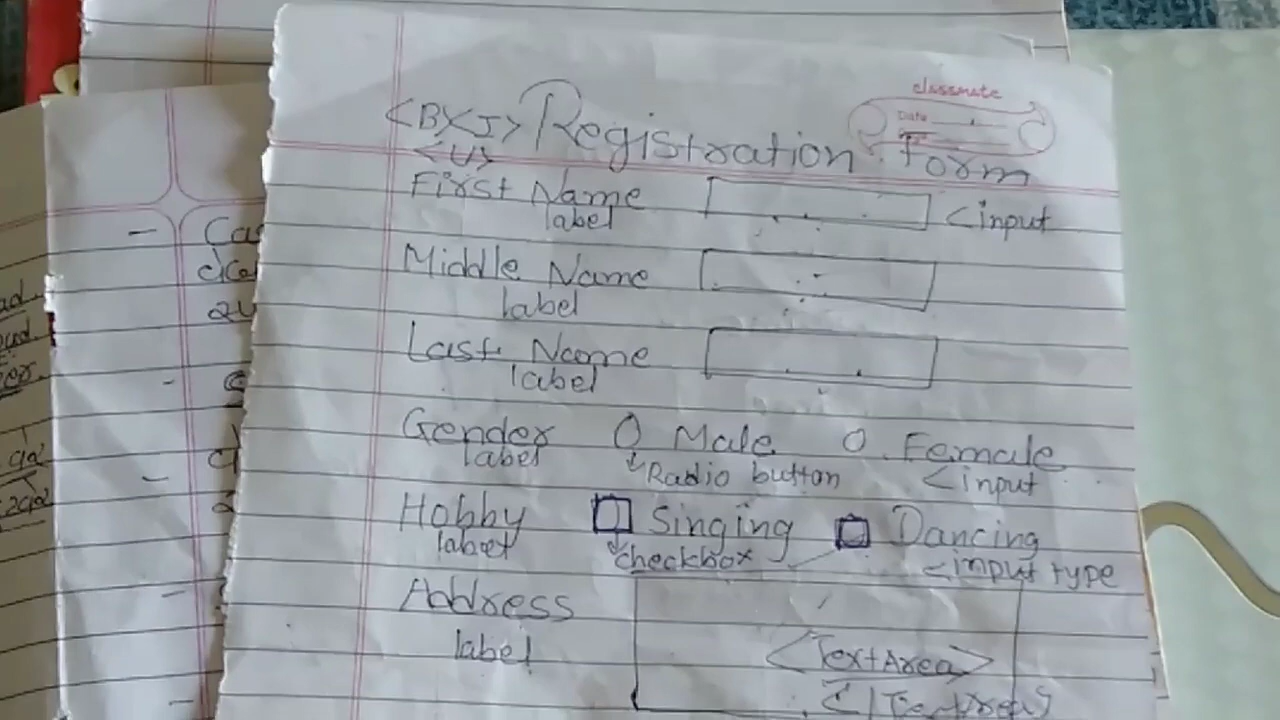 classmate
Date
<B><I> Registration form
<U>
First Name <input
label
Middle Name
label
Last Name
label
Gender O Male O Female
label Radio button <input
Hobby Singing Dancing
label checkbox <input type
Address
label <TextArea>
</TextArea>